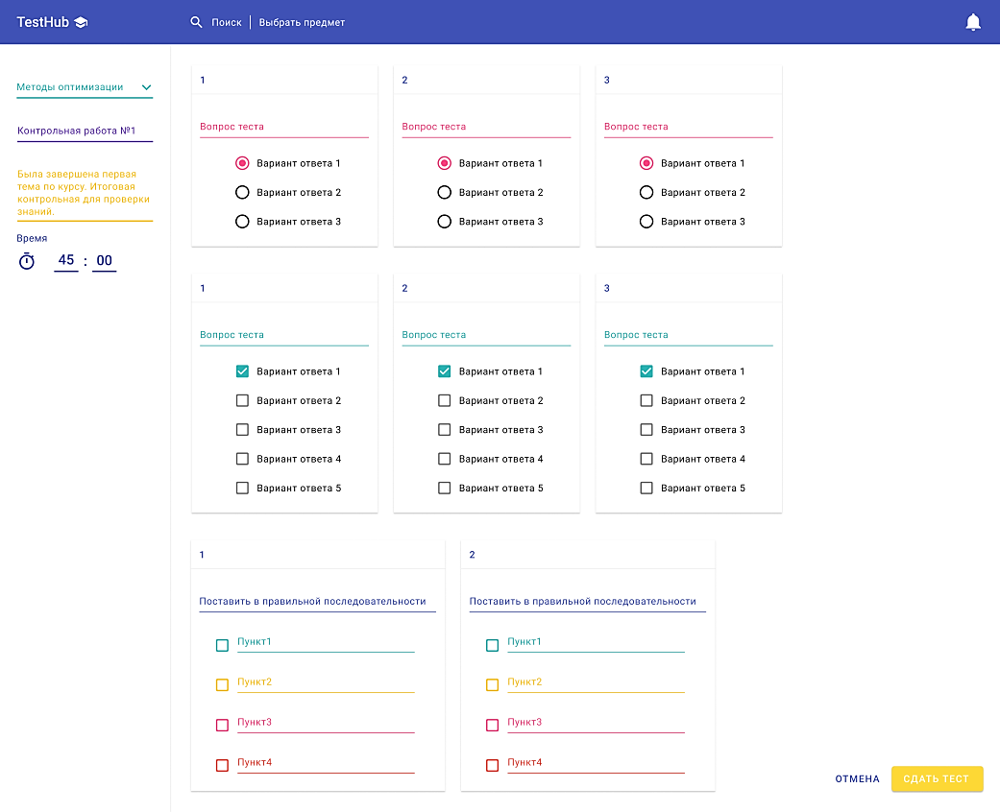 TestHub
Поиск
Выбрать предмет
Методы оптимизации
Контрольная работа №1
Была завершена первая
тема по курсу. Итоговая
контрольная для проверки
знаний.
Время
45 : 00
1
Вопрос теста
Вариант ответа 1
Вариант ответа 2
Вариант ответа 3
2
Вопрос теста
Вариант ответа 1
Вариант ответа 2
Вариант ответа 3
3
Вопрос теста
Вариант ответа 1
Вариант ответа 2
Вариант ответа 3
1
Вопрос теста
Вариант ответа 1
Вариант ответа 2
Вариант ответа 3
Вариант ответа 4
Вариант ответа 5
2
Вопрос теста
Вариант ответа 1
Вариант ответа 2
Вариант ответа 3
Вариант ответа 4
Вариант ответа 5
3
Вопрос теста
Вариант ответа 1
Вариант ответа 2
Вариант ответа 3
Вариант ответа 4
Вариант ответа 5
1
Поставить в правильной последовательности
Пункт1
Пункт2
Пункт3
Пункт4
2
Поставить в правильной последовательности
Пункт1
Пункт2
Пункт3
Пункт4
ОТМЕНА
СДАТЬ ТЕСТ